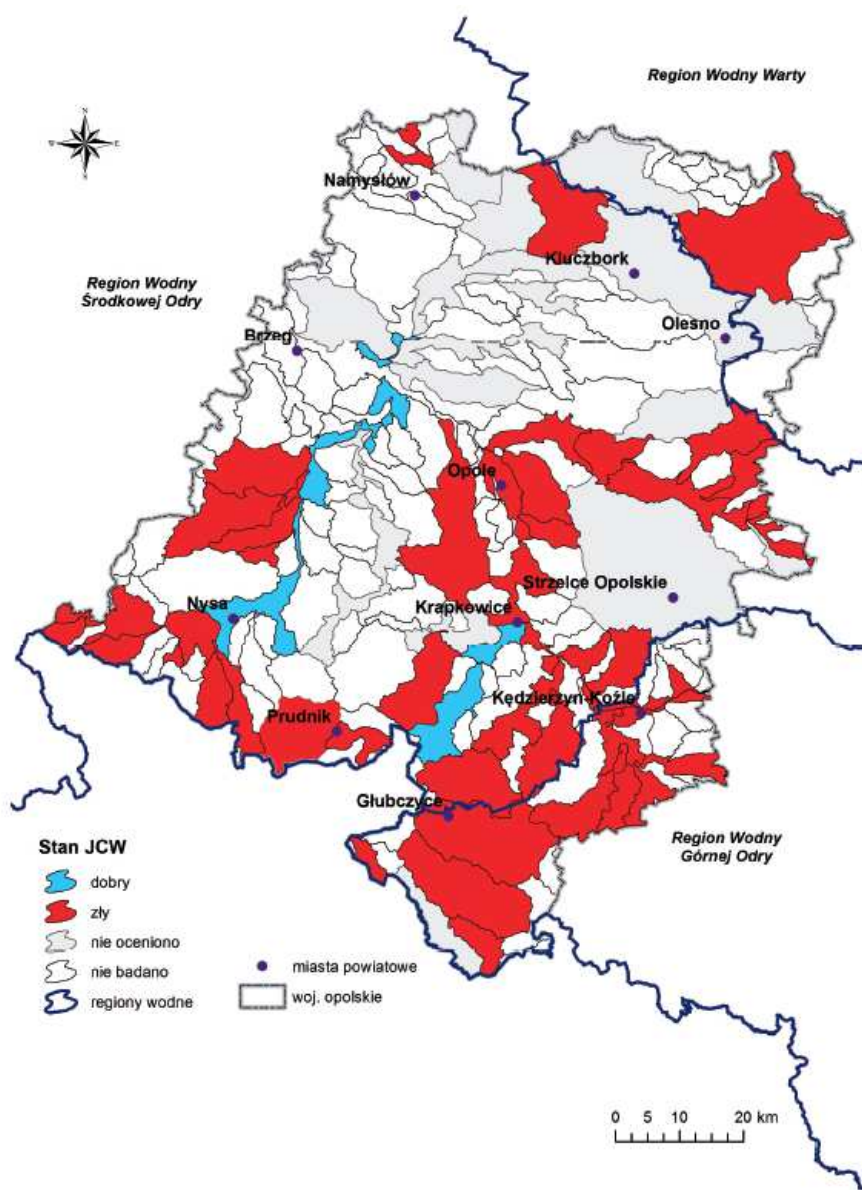 Region Wodny Warty
N
W
E
S
Namysłów
Kluczbork
Region Wodny
Środkowej Odry
Brzeg
Olesno
Opole
Strzelce Opolskie
Nysa
Krapkowice
Kędzierzyn-Koźle
Prudnik
Głubczyce
Region Wodny
Górnej Odry
Stan JCW
dobry
zły
nie oceniono
nie badano
regiony wodne
miasta powiatowe
woj. opolskie
0 5 10 20 km